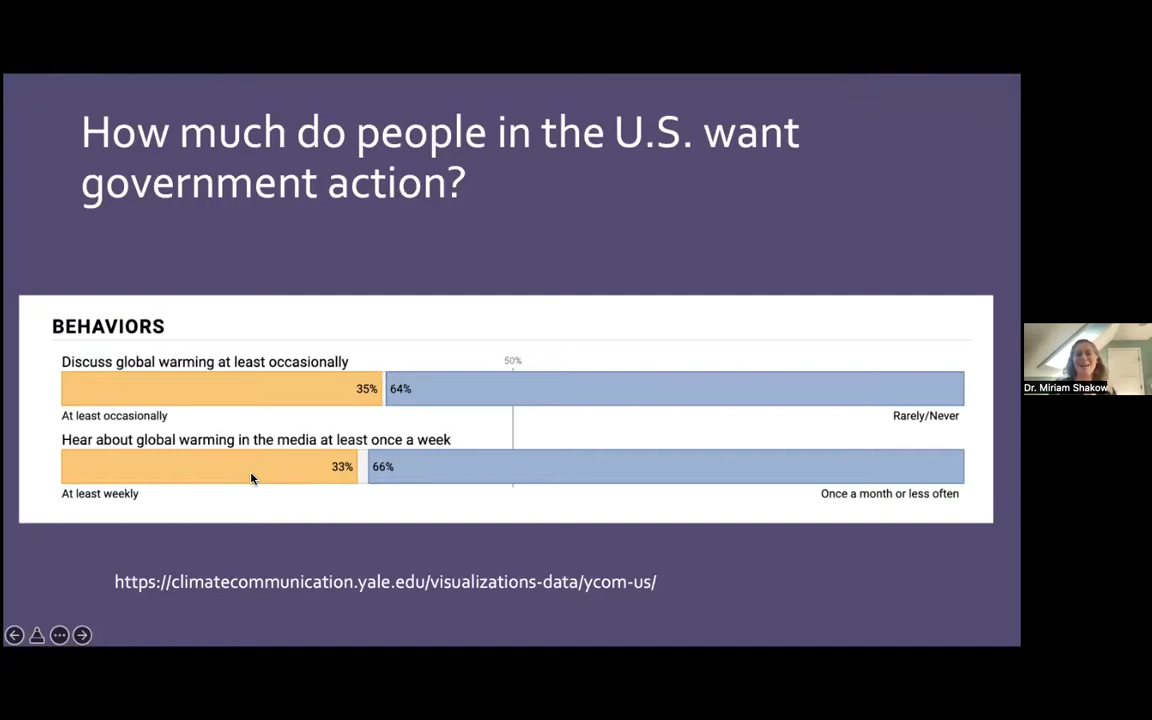 How much do people in the U.S. want
government action?
BEHAVIORS
Discuss global warming at least occasionally
50%
35%
64%
At least occasionally
Rarely/Never
Hear about global warming in the media at least once a week
33%
66%
At least weekly
Once a month or less often
https://climatecommunication.yale.edu/visualizations-data/ycom-us/
Dr. Miriam Shakow